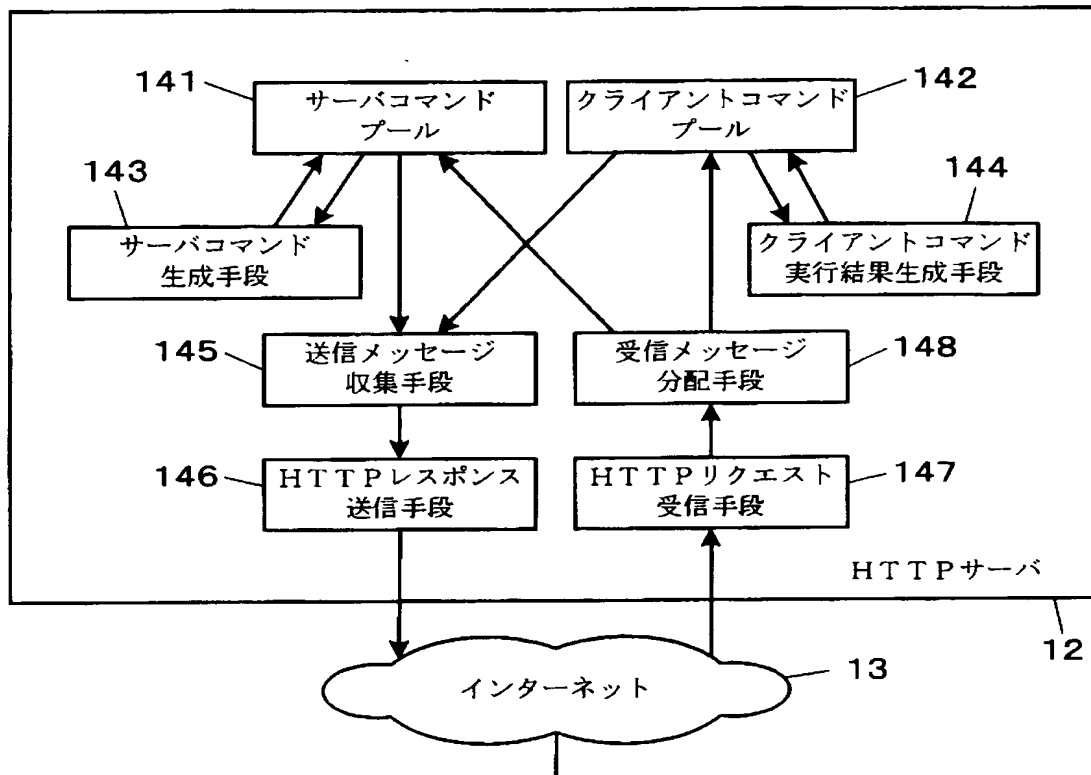 141
サーバコマンド
プール
クライアントコマンド
プール
142
143
サーバコマンド
生成手段
144
クライアントコマンド
実行結果生成手段
145
送信メッセージ
収集手段
受信メッセージ
分配手段
148
146
HTTPレスポンス
送信手段
HTTPリクエスト
受信手段
147
HTTPサーバ
12
インターネット
13